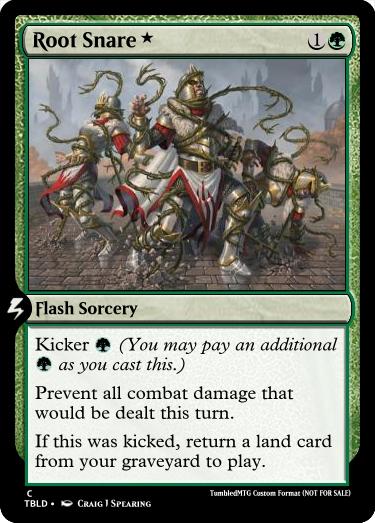 Root Snare ★ 1
Flash Sorcery
Kicker (You may pay an additional
as you cast this.)
Prevent all combat damage that
would be dealt this turn.
If this was kicked, return a land card
from your graveyard to play.
C
TBLD • Craig J Spearing
TumbledMTG Custom Format (NOT FOR SALE)